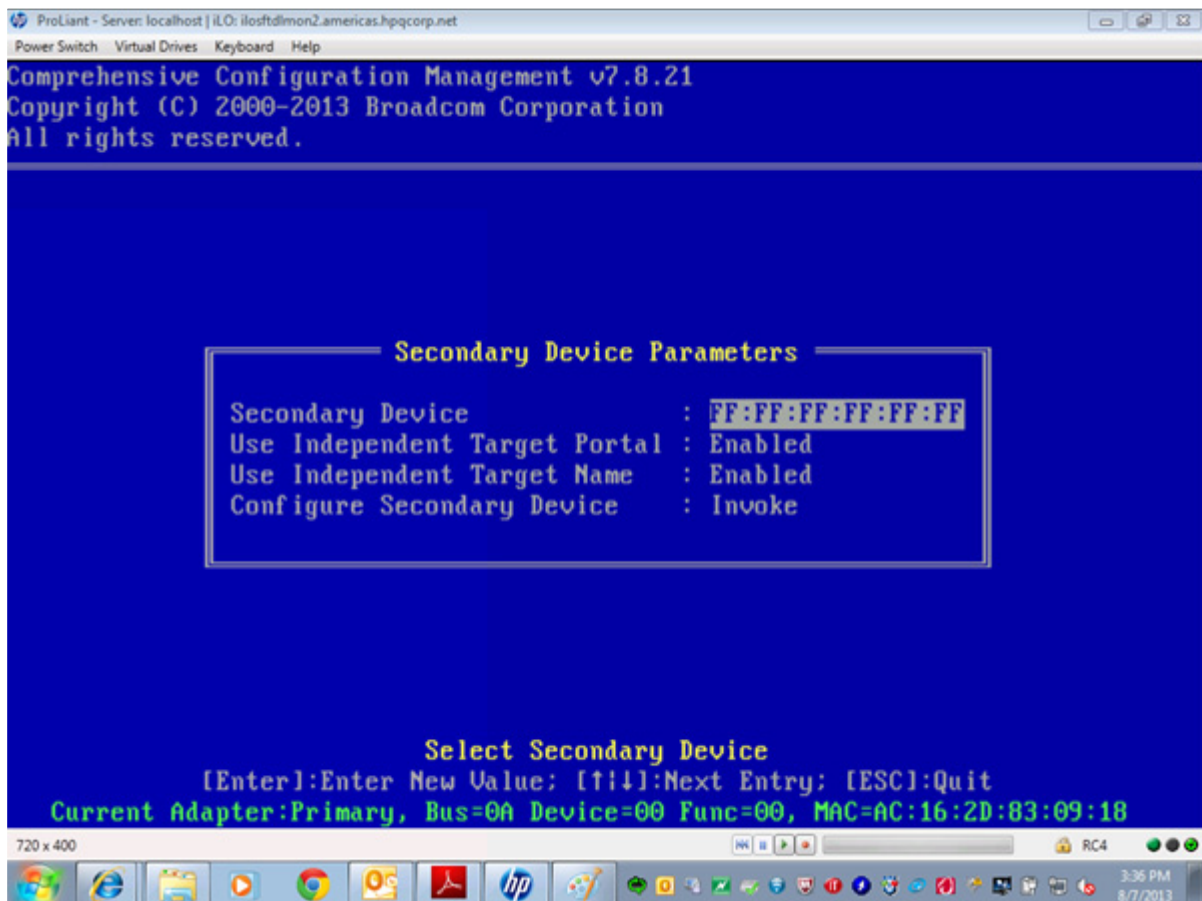 ProLiant - Server: localhost | iLO: ilosftdlmon2.americas.hpqcorp.net
Power Switch Virtual Drives Keyboard Help
Comprehensive Configuration Management v7.8.21
Copyright (C) 2000-2013 Broadcom Corporation
All rights reserved.
Secondary Device Parameters
Secondary Device : FF:FF:FF:FF:FF:FF
Use Independent Target Portal : Enabled
Use Independent Target Name : Enabled
Configure Secondary Device : Invoke
Select Secondary Device
[Enter]:Enter New Value; [↑¦↓]:Next Entry; [ESC]:Quit
Current Adapter:Primary, Bus=0A Device=00 Func=00, MAC=AC:16:2D:83:09:18
720 x 400 RC4
hp
3:36 PM
8/7/2013